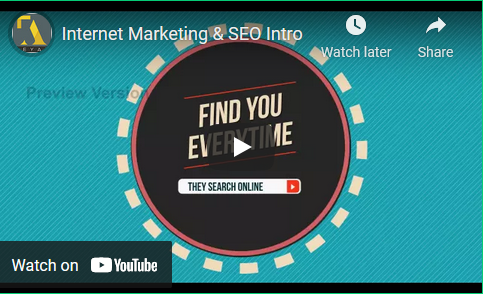 Internet Marketing & SEO Intro
Watch later
Share
Preview Version
FIND YOU
EVERYTIME
THEY SEARCH ONLINE
Watch on YouTube